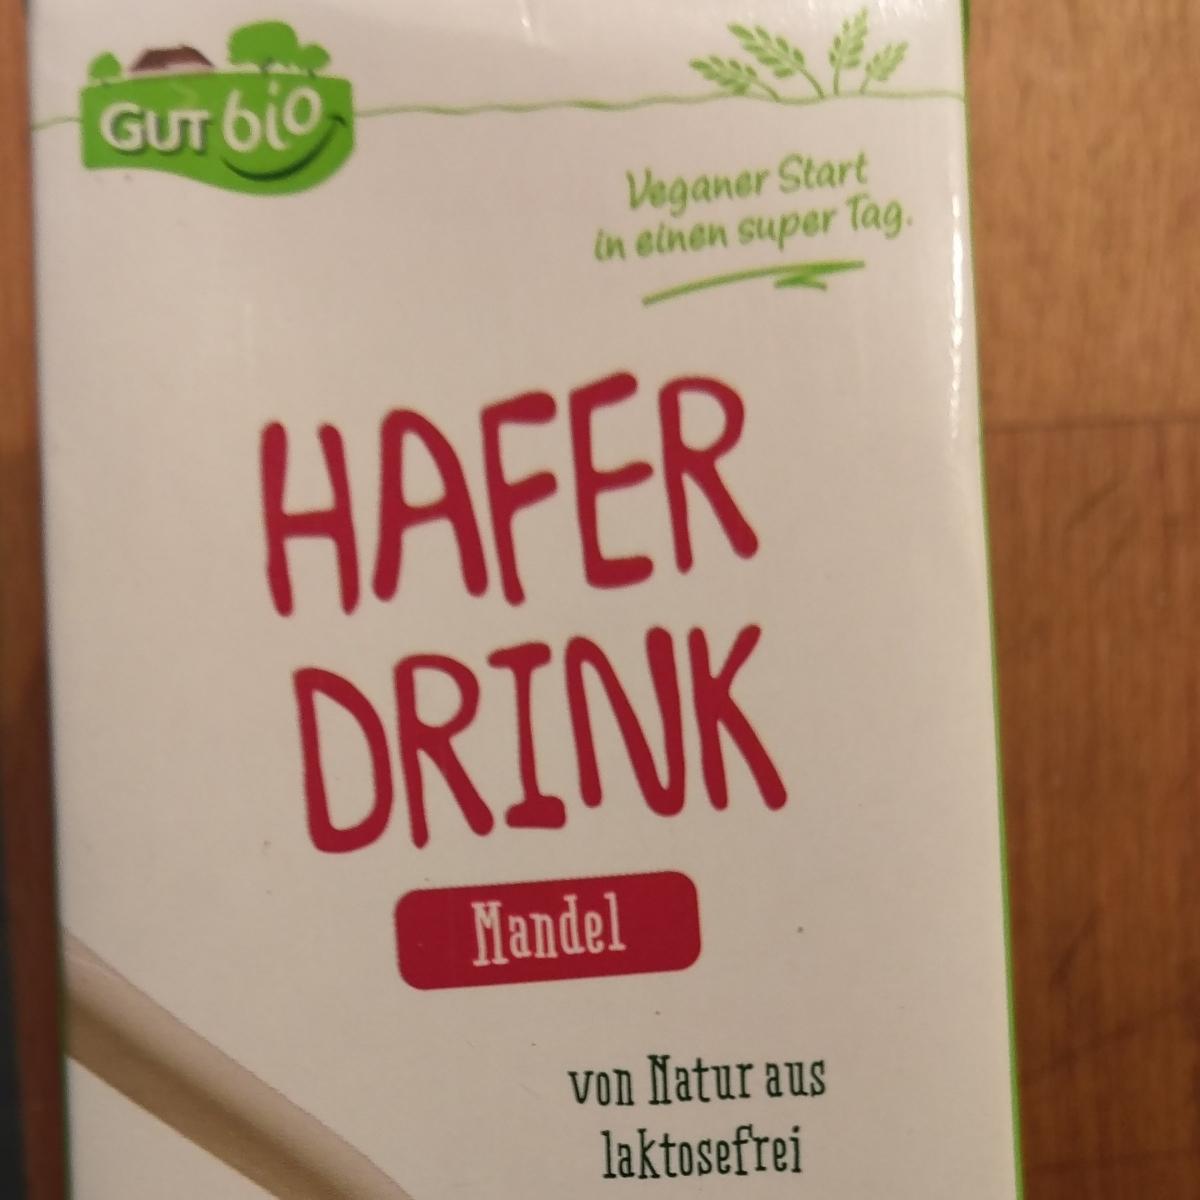 GUT bio
Veganer Start
in einen super Tag.
HAFER
DRINK
Mandel
von Natur aus
laktosefrei